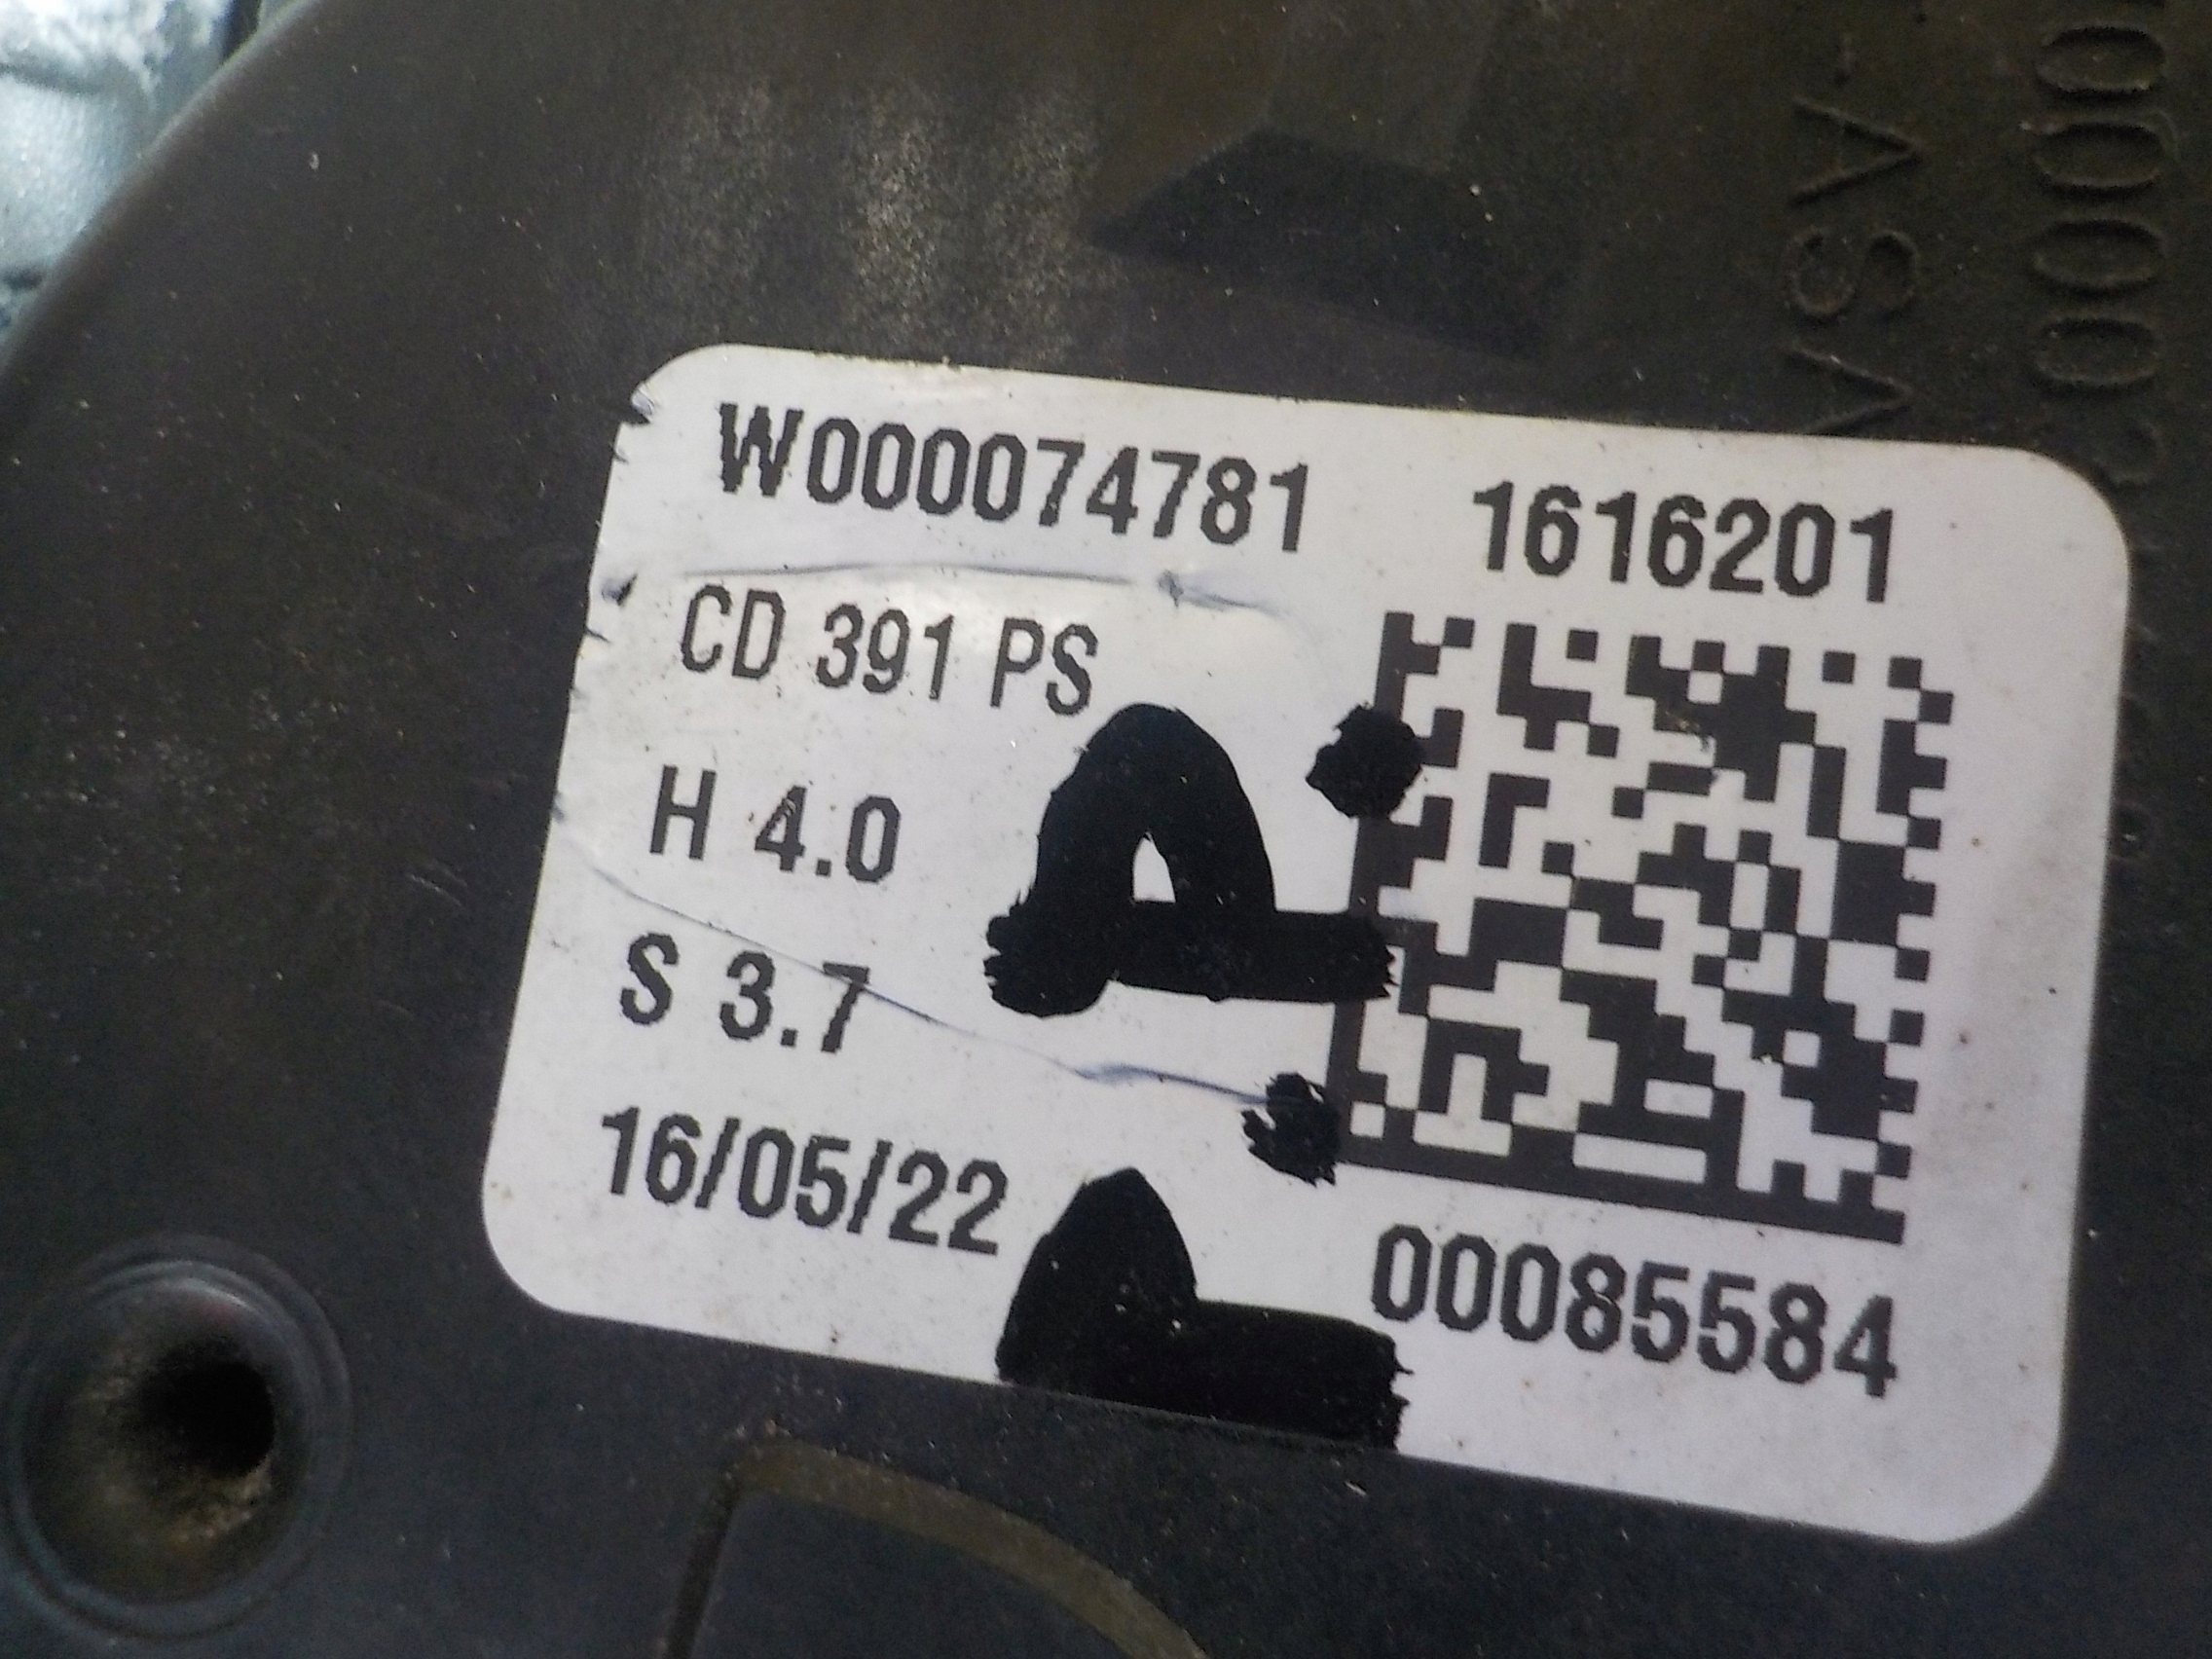 W000074781 1616201
CD 391 PS
H 4.0
S 3.7
16/05/22
00085584